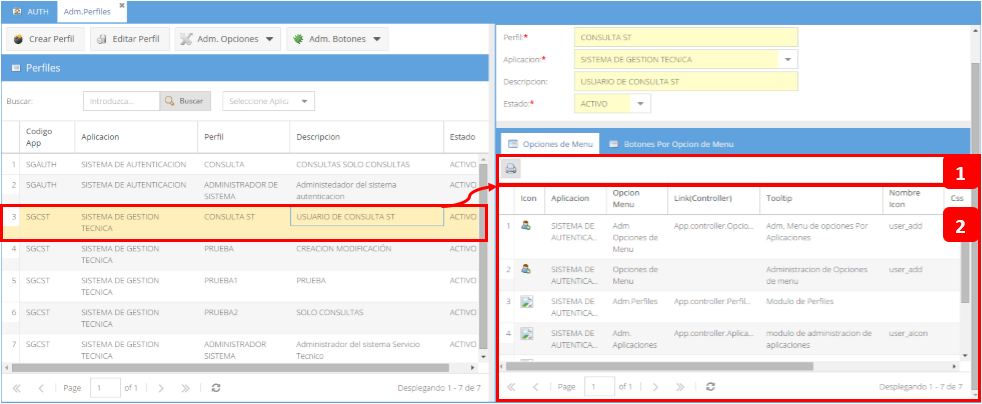 AUTH Adm.Perfiles
Crear Perfil Editar Perfil Adm. Opciones Adm. Botones
Perfiles
Buscar: Introduzca... Buscar Seleccione Aplic
Codigo App Aplicacion Perfil Descripcion Estado
1 SGAUTH SISTEMA DE AUTENTICACION CONSULTA CONSULTAS SOLO CONSULTAS ACTIVO
2 SGAUTH SISTEMA DE AUTENTICACION ADMINISTRADOR DE SISTEMA Administedador del sistema autenticacion ACTIVO
3 SGCST SISTEMA DE GESTION TECNICA CONSULTA ST USUARIO DE CONSULTA ST ACTIVO
4 SGCST SISTEMA DE GESTION TECNICA PRUEBA CREACION MODIFICACIÓN ACTIVO
5 SGCST SISTEMA DE GESTION TECNICA PRUEBA1 PRUEBA ACTIVO
6 SGCST SISTEMA DE GESTION TECNICA PRUEBA2 SOLO CONSULTAS ACTIVO
7 SGCST SISTEMA DE GESTION TECNICA ADMINISTRADOR SISTEMA Administrador del sistema Servicio Tecnico ACTIVO
Page 1 of 1 Desplegando 1 - 7 de 7
Perfil:* CONSULTA ST
Aplicacion:* SISTEMA DE GESTION TECNICA
Descripcion: USUARIO DE CONSULTA ST
Estado:* ACTIVO
Opciones de Menu Botones Por Opcion de Menu
1
Icon Aplicacion Opcion Menu Link(Controller) Tooltip Nombre Icon Css
2
1 SISTEMA DE AUTENTICA... Adm Opciones de Menu App.controller.Opcio... Adm. Menu de opciones Por Aplicaciones user_add
2 SISTEMA DE AUTENTICA... Opciones de Menu Administracion de Opciones de menu user_add
3 SISTEMA DE AUTENTICA... Adm.Perfiles App.controller.Perfil... Modulo de Perfiles
4 SISTEMA DE AUTENTICA... Adm. Aplicaciones App.controller.Aplica... modulo de administracion de aplicaciones user_aicon
Page 1 of 1 Desplegando 1 - 7 de 7